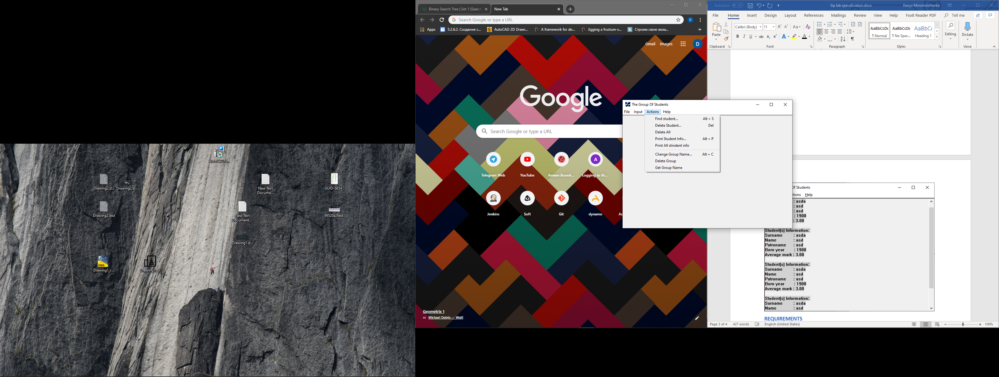 AutoCADN...
Drawing2.d...
Drawing2.d...
New Text
Docume...
GUID-5B54...
Drawing2.dwl
New Text
Document....
99520a26ed...
Drawing1.d...
DWG
Drawing1_r...
Drawing1.stl
Binary Search Tree | Set 1 (Search
New Tab
Search Google or type a URL
D
Apps
5.2.6.2. Создание с...
AutoCAD 2D Drawi...
A framework for de...
Jigging a frustum-s...
Строим свою вкла...
Gmail Images
D
Google
Search Google or type a URL
Telegram Web
YouTube
Аниме Волей...
A
Logging to th...
Jenkins
Soft
Git
dynamo
Geometrix 1
Michael Dolejs — Walli
The Group Of Students
File Input Actions Help
Find student... Alt + S
Delete Student... Del
Delete All
Print Student Info... Alt + P
Print All stindent info
Change Group Name... Alt + C
Delete Group
Get Group Name
AutoSave Off
Sip lab specefication.docx
Denys Miroshnichenko
File Home Insert Design Layout References Mailings Review View Help Foxit Reader PDF Tell me
Paste
Clipboard
Calibri (Body) 11
Font
Paragraph
AaBbCcDc AaBbCcDc AaBbCc
¶ Normal ¶ No Spac... Heading 1
Styles
Editing
Dictate
Voice
Of Students
tions Help
: asda
: asd
: asd
: 1900
: 3.00
Student(s) Information:
Surname : asda
Name : asd
Patroname : asd
Born year : 1900
Average mark : 3.00
Student(s) Information:
Surname : asda
Name : asd
Patroname : asd
Born year : 1900
Average mark : 3.00
Student(s) Information:
Surname : asda
Name : asd
REQUIREMENTS
Page 3 of 4 427 words English (United States) 100%